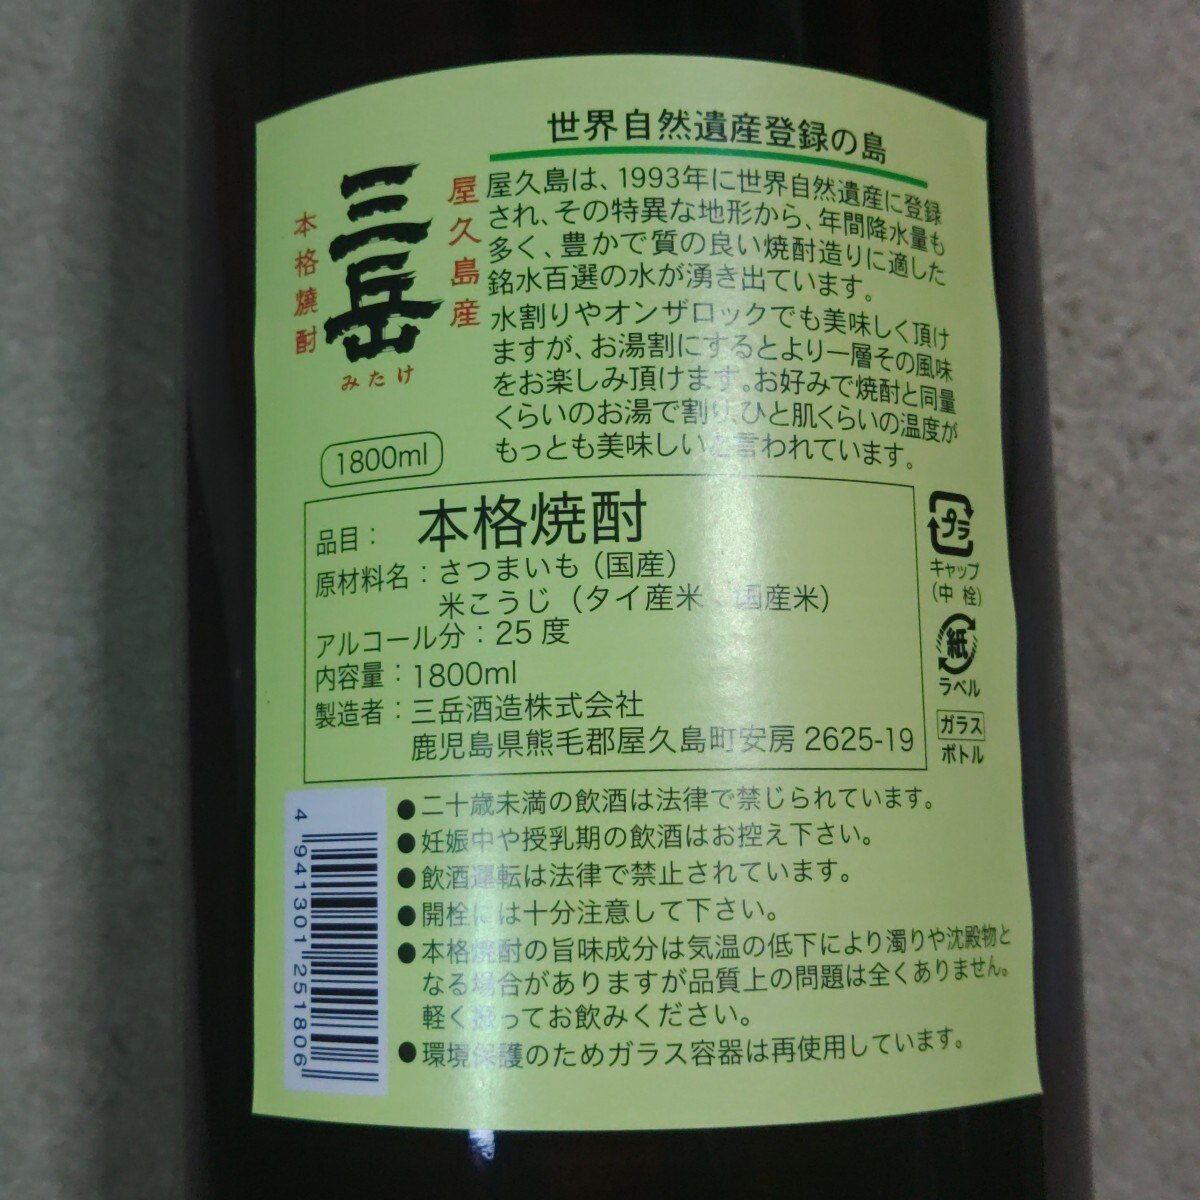 世界自然遺産登録の島
屋久島は、1993年に世界自然遺産に登録
され、その特異な地形から、年間降水量も
多く、豊かで質の良い焼酎造りに適した
銘水百選の水が湧き出ています。
水割りやオンザロックでも美味しく頂け
ますが、お湯割にするとより一層その風味
をお楽しみ頂けます。お好みで焼酎と同量
くらいのお湯で割り、ひと肌くらいの温度が
もっとも美味しいと言われています。
屋久島産
三岳
みたけ
本格焼酎
1800ml
品目： 本格焼酎
原材料名：さつまいも（国産）
米こうじ（タイ産米、国産米）
アルコール分：25度
内容量：1800ml
製造者：三岳酒造株式会社
鹿児島県熊毛郡屋久島町安房2625-19
プラ
キャップ
（中栓）
紙
ラベル
ガラス
ボトル
●二十歳未満の飲酒は法律で禁じられています。
●妊娠中や授乳期の飲酒はお控え下さい。
●飲酒運転は法律で禁止されています。
●開栓には十分注意して下さい。
●本格焼酎の旨味成分は気温の低下により濁りや沈殿物と
なる場合がありますが品質上の問題は全くありません。
軽く振ってお飲みください。
●環境保護のためガラス容器は再使用しています。
4 941301 251806